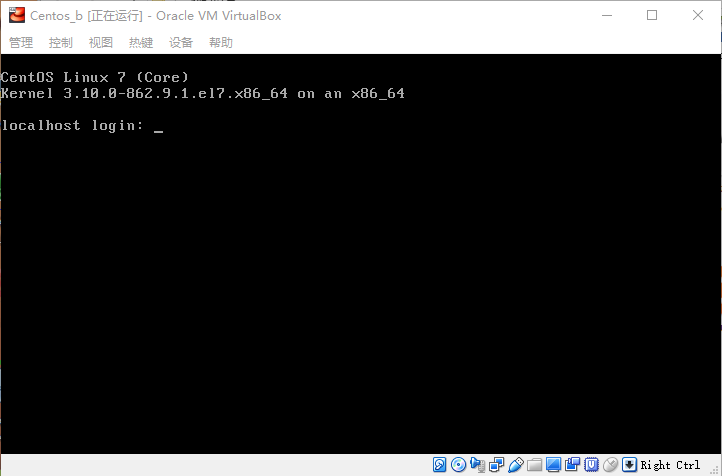 Centos_b [正在运行] - Oracle VM VirtualBox
管理 控制 视图 热键 设备 帮助
CentOS Linux 7 (Core)
Kernel 3.10.0-862.9.1.el7.x86_64 on an x86_64
localhost login: _
Right Ctrl